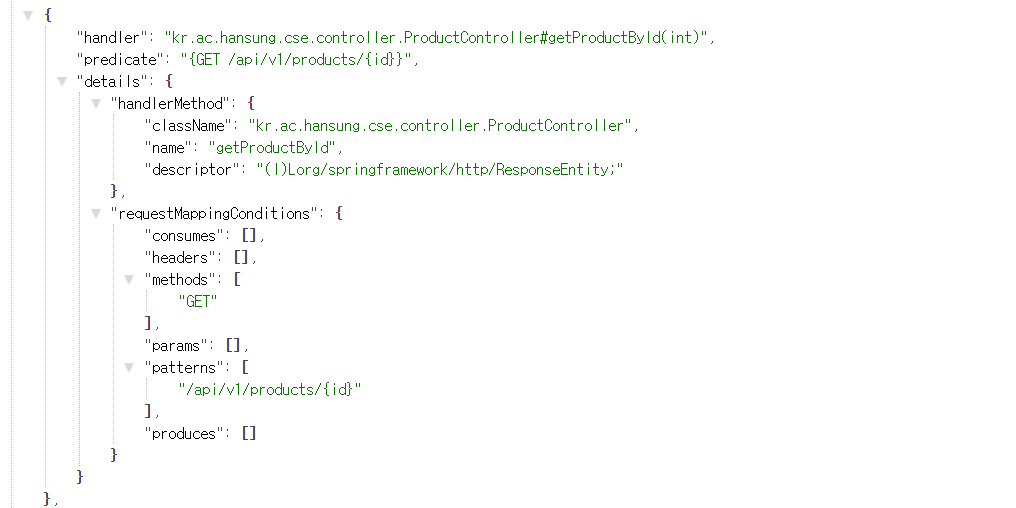 {
"handler": "kr.ac.hansung.cse.controller.ProductController#getProductById(int)",
"predicate": "{GET /api/v1/products/{id}}",
"details": {
"handlerMethod": {
"className": "kr.ac.hansung.cse.controller.ProductController",
"name": "getProductById",
"descriptor": "(I)Lorg/springframework/http/ResponseEntity;"
},
"requestMappingConditions": {
"consumes": [],
"headers": [],
"methods": [
"GET"
],
"params": [],
"patterns": [
"/api/v1/products/{id}"
],
"produces": []
}
}
},